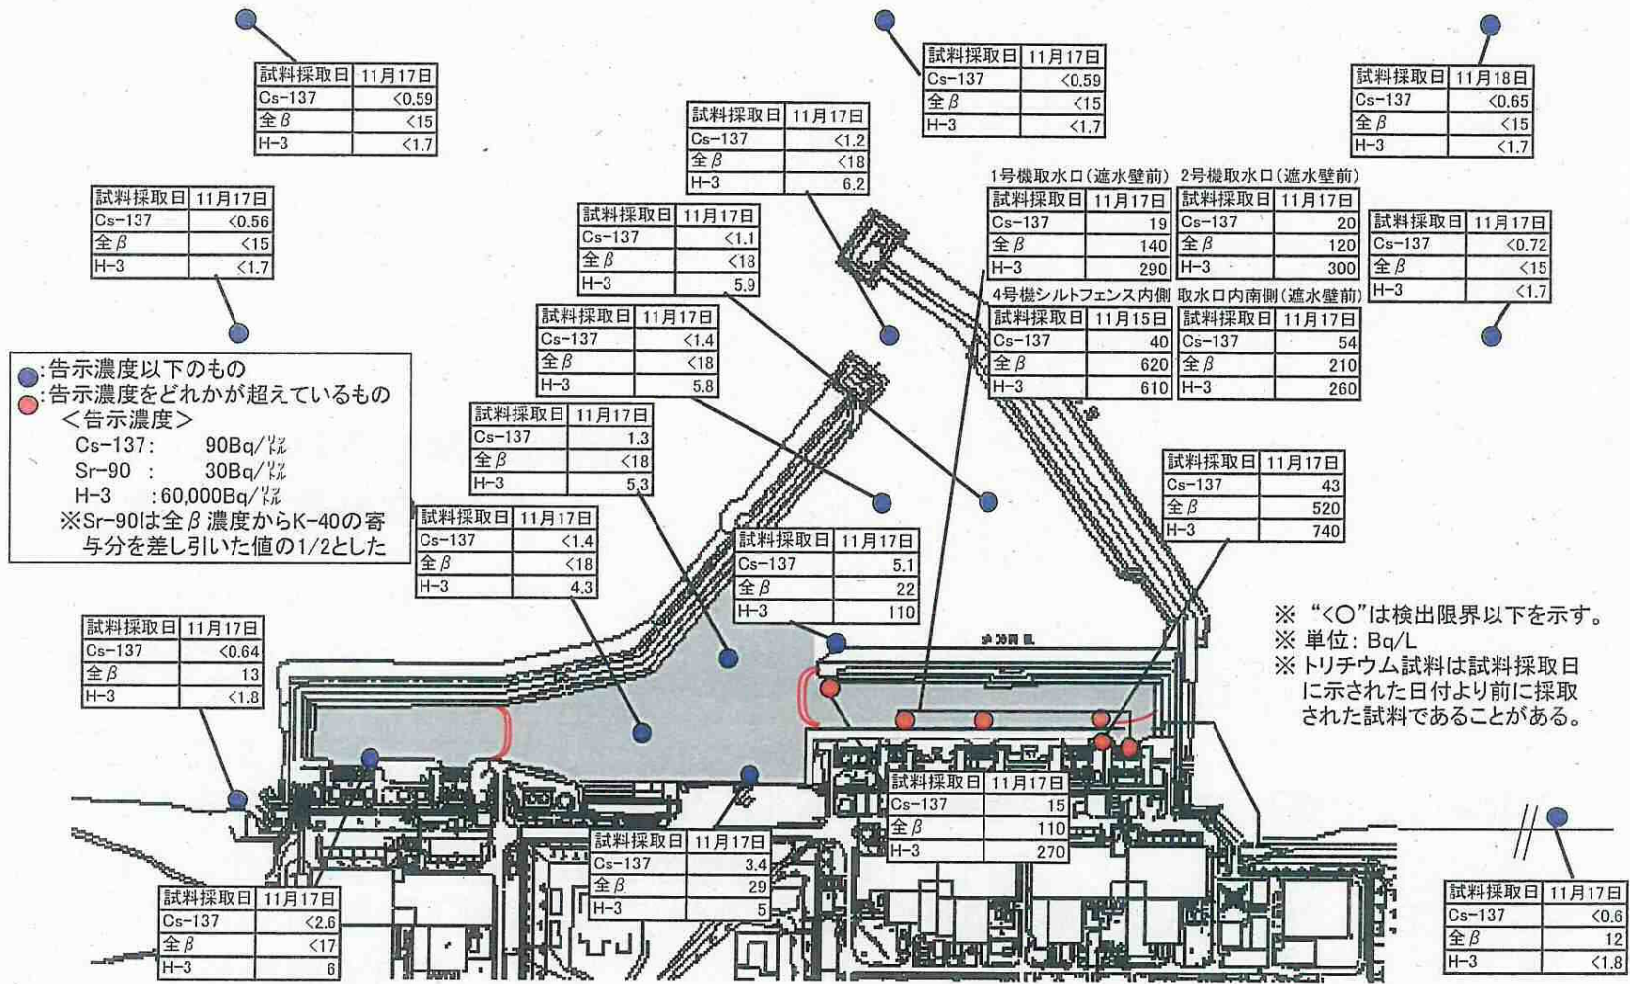 試料採取日 11月17日
Cs-137 <0.59
全β <15
H-3 <1.7
試料採取日 11月17日
Cs-137 <0.59
全β <15
H-3 <1.7
試料採取日 11月18日
Cs-137 <0.65
全β <15
H-3 <1.7
試料採取日 11月17日
Cs-137 <1.2
全β <18
H-3 6.2
試料採取日 11月17日
Cs-137 <0.56
全β <15
H-3 <1.7
試料採取日 11月17日
Cs-137 <1.1
全β <18
H-3 5.9
1号機取水口(遮水壁前)
試料採取日 11月17日
Cs-137 19
全β 140
H-3 290
2号機取水口(遮水壁前)
試料採取日 11月17日
Cs-137 20
全β 120
H-3 300
試料採取日 11月17日
Cs-137 <0.72
全β <15
H-3 <1.7
4号機シルトフェンス内側
試料採取日 11月15日
Cs-137 40
全β 620
H-3 610
取水口内南側(遮水壁前)
試料採取日 11月17日
Cs-137 54
全β 210
H-3 260
試料採取日 11月17日
Cs-137 <1.4
全β <18
H-3 5.8
:告示濃度以下のもの
:告示濃度をどれかが超えているもの
<告示濃度>
Cs-137: 90Bq/㍑
Sr-90 : 30Bq/㍑
H-3 :60,000Bq/㍑
※Sr-90は全β濃度からK-40の寄
与分を差し引いた値の1/2とした
試料採取日 11月17日
Cs-137 1.3
全β <18
H-3 5.3
試料採取日 11月17日
Cs-137 43
全β 520
H-3 740
試料採取日 11月17日
Cs-137 <1.4
全β <18
H-3 4.3
試料採取日 11月17日
Cs-137 5.1
全β 22
H-3 110
試料採取日 11月17日
Cs-137 <0.64
全β 13
H-3 <1.8
※ “<○”は検出限界以下を示す。
※ 単位: Bq/L
※ トリチウム試料は試料採取日
に示された日付より前に採取
された試料であることがある。
試料採取日 11月17日
Cs-137 15
全β 110
H-3 270
試料採取日 11月17日
Cs-137 3.4
全β 29
H-3 5
試料採取日 11月17日
Cs-137 <2.6
全β <17
H-3 6
試料採取日 11月17日
Cs-137 <0.6
全β 12
H-3 <1.8